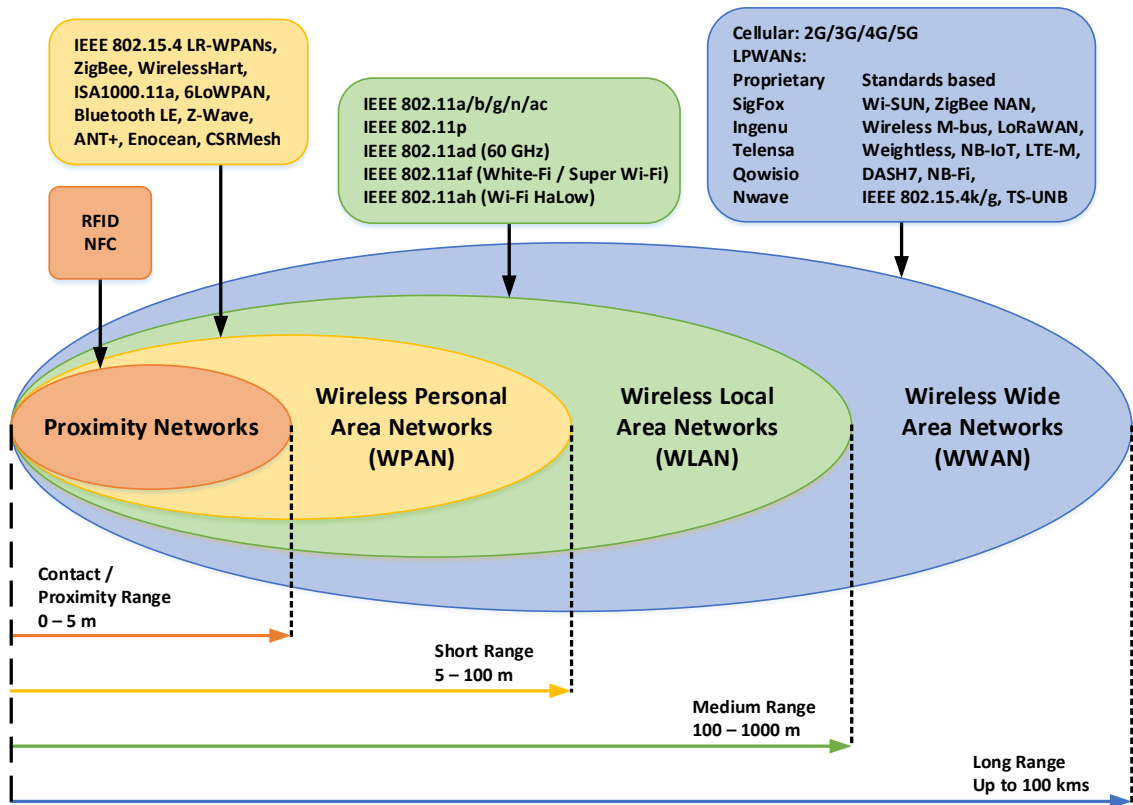 IEEE 802.15.4 LR-WPANs,
ZigBee, WirelessHart,
ISA1000.11a, 6LoWPAN,
Bluetooth LE, Z-Wave,
ANT+, Enocean, CSRMesh
IEEE 802.11a/b/g/n/ac
IEEE 802.11p
IEEE 802.11ad (60 GHz)
IEEE 802.11af (White-Fi / Super Wi-Fi)
IEEE 802.11ah (Wi-Fi HaLow)
Cellular: 2G/3G/4G/5G
LPWANs:
Proprietary Standards based
SigFox Wi-SUN, ZigBee NAN,
Ingenu Wireless M-bus, LoRaWAN,
Telensa Weightless, NB-IoT, LTE-M,
Qowisio DASH7, NB-Fi,
Nwave IEEE 802.15.4k/g, TS-UNB
RFID
NFC
Proximity Networks
Wireless Personal
Area Networks
(WPAN)
Wireless Local
Area Networks
(WLAN)
Wireless Wide
Area Networks
(WWAN)
Contact /
Proximity Range
0 – 5 m
Short Range
5 – 100 m
Medium Range
100 – 1000 m
Long Range
Up to 100 kms